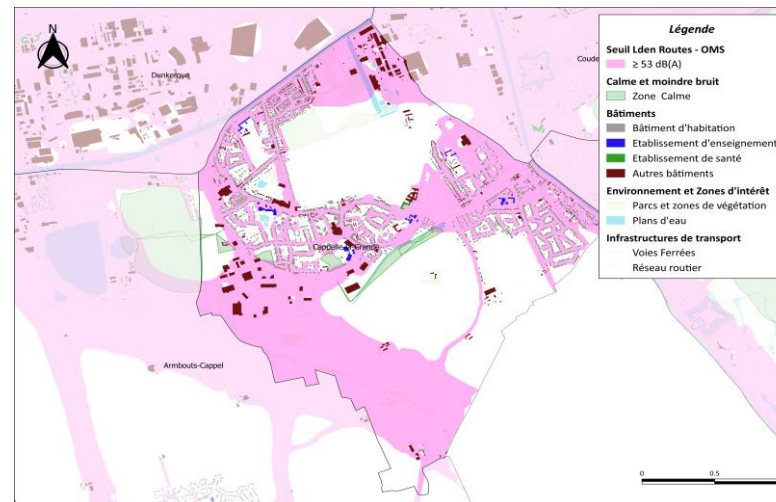 N
Dunkerque
Coude
Cappelle-la-Grande
Armbouts-Cappel
Légende
Seuil Lden Routes - OMS
≥ 53 dB(A)
Calme et moindre bruit
Zone Calme
Bâtiments
Bâtiment d'habitation
Etablissement d'enseignement
Etablissement de santé
Autres bâtiments
Environnement et Zones d'intérêt
Parcs et zones de végétation
Plans d'eau
Infrastructures de transport
Voies Ferrées
Réseau routier
0 0.5